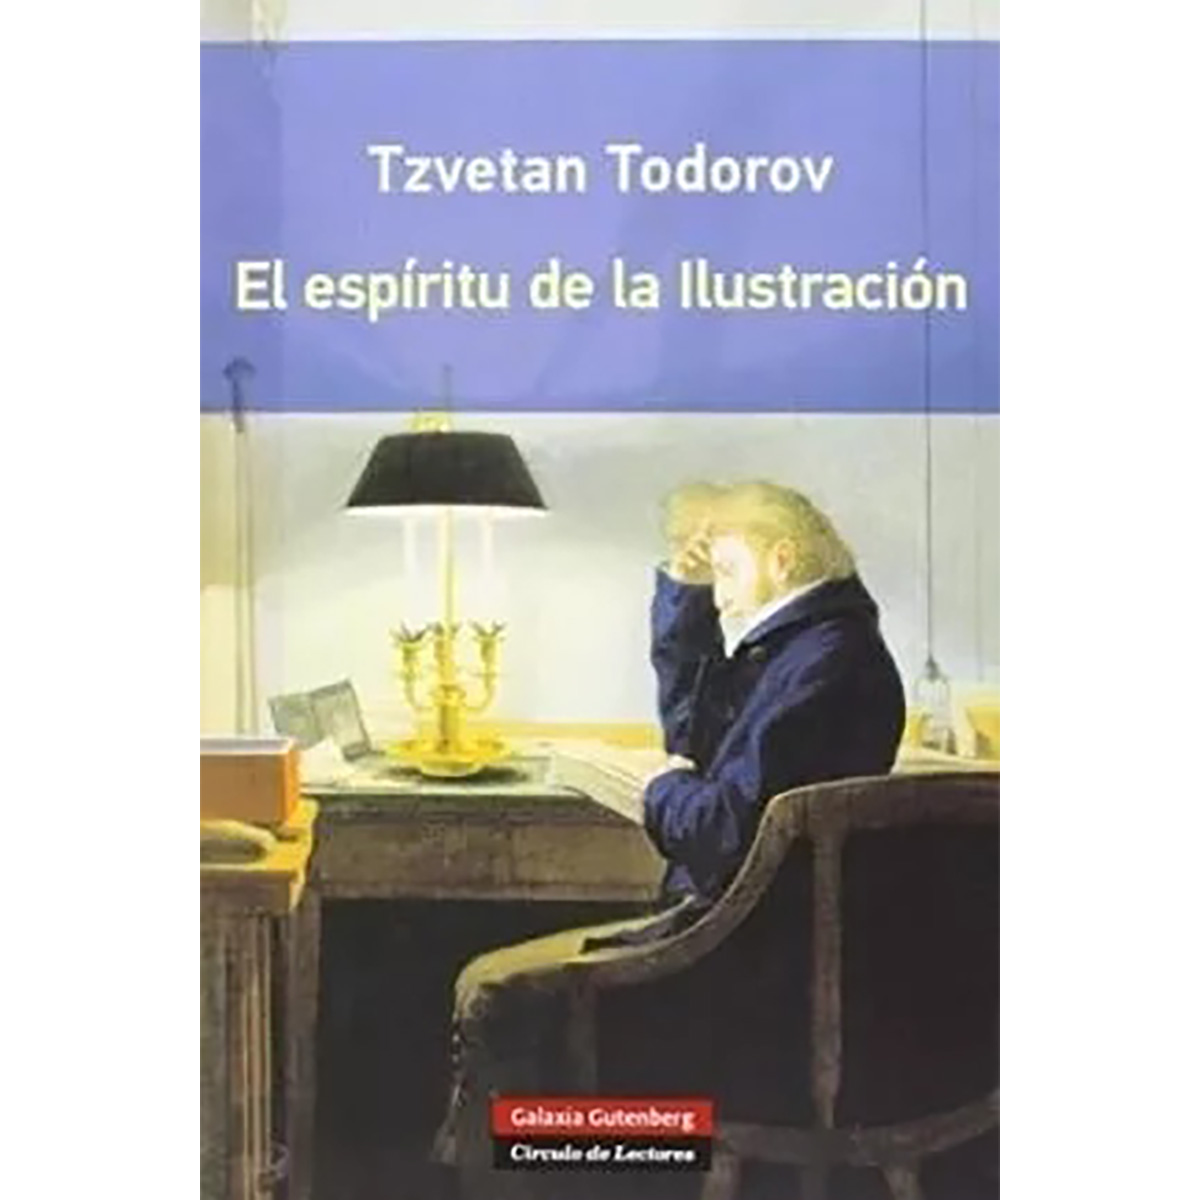 Tzvetan Todorov
El espíritu de la Ilustración
Galaxia Gutenberg
Círculo de Lectores